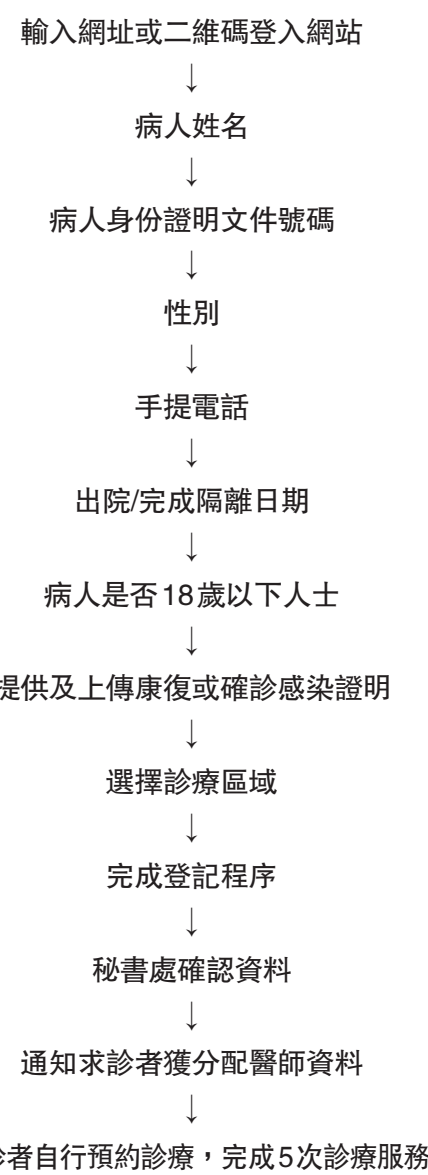 輸入網址或二維碼登入網站
↓
病人姓名
↓
病人身份證明文件號碼
↓
性別
↓
手提電話
↓
出院/完成隔離日期
↓
病人是否18歲以下人士
↓
提供及上傳康復或確診感染證明
↓
選擇診療區域
↓
完成登記程序
↓
秘書處確認資料
↓
通知求診者獲分配醫師資料
↓
診者自行預約診療，完成5次診療服務